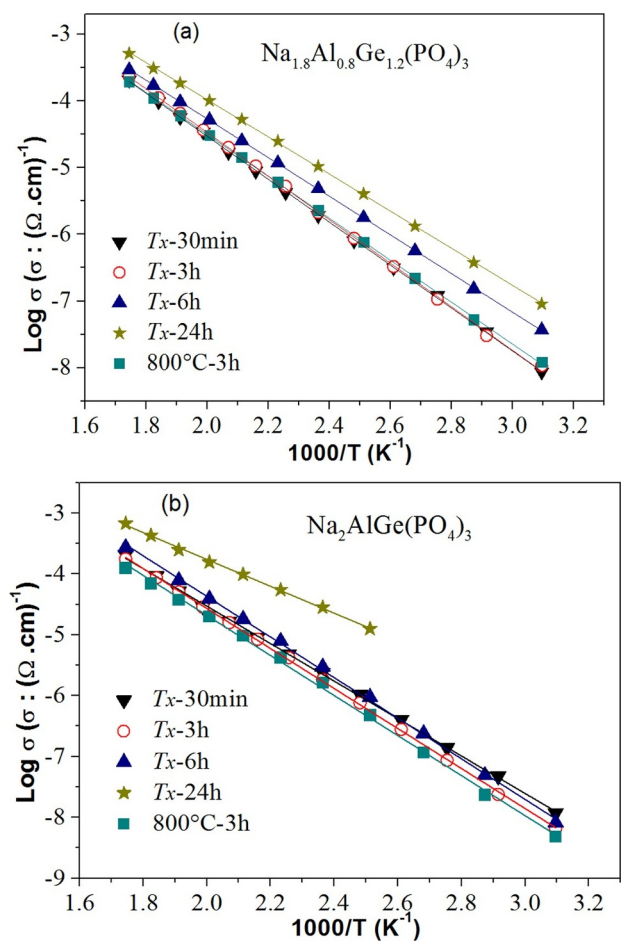 (a)
Na1.8Al0.8Ge1.2(PO4)3
-3
-4
-5
-6
-7
-8
Log σ (σ : (Ω .cm)-1)
Tx-30min
Tx-3h
Tx-6h
Tx-24h
800°C-3h
1.6 1.8 2.0 2.2 2.4 2.6 2.8 3.0 3.2
1000/T (K-1)
(b)
Na2AlGe(PO4)3
-3
-4
-5
-6
-7
-8
-9
Log σ (σ : (Ω .cm)-1)
Tx-30min
Tx-3h
Tx-6h
Tx-24h
800°C-3h
1.6 1.8 2.0 2.2 2.4 2.6 2.8 3.0 3.2
1000/T (K-1)